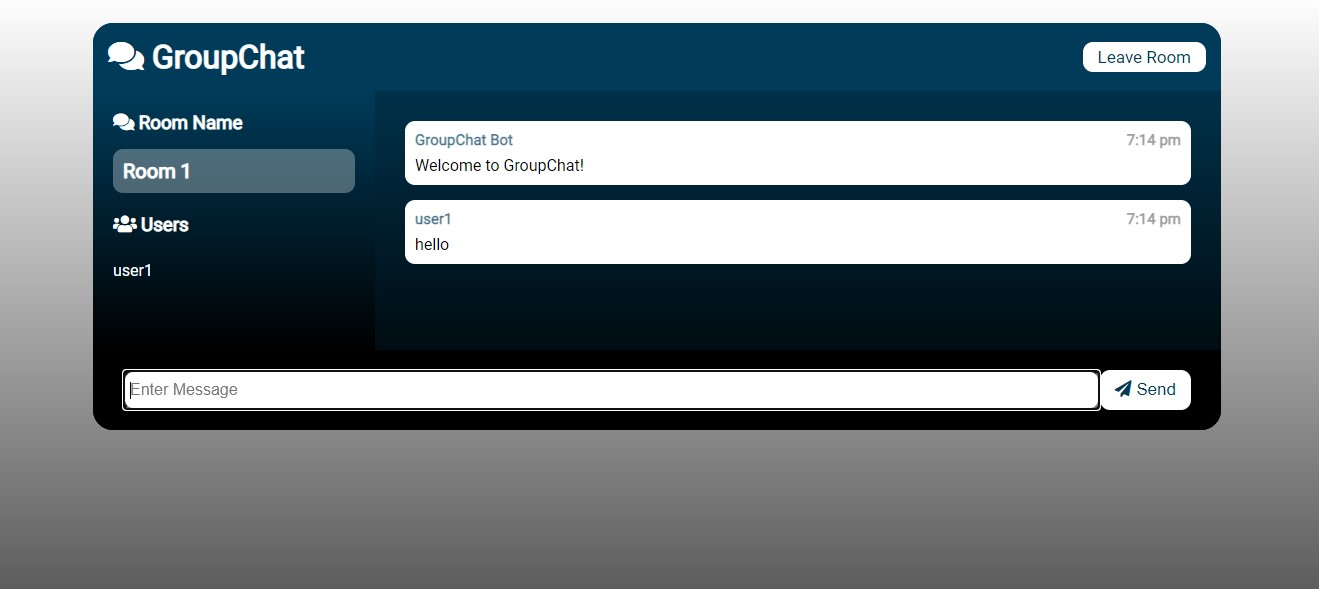 GroupChat
Leave Room
Room Name
Room 1
Users
user1
GroupChat Bot 7:14 pm
Welcome to GroupChat!
user1 7:14 pm
hello
Enter Message
Send